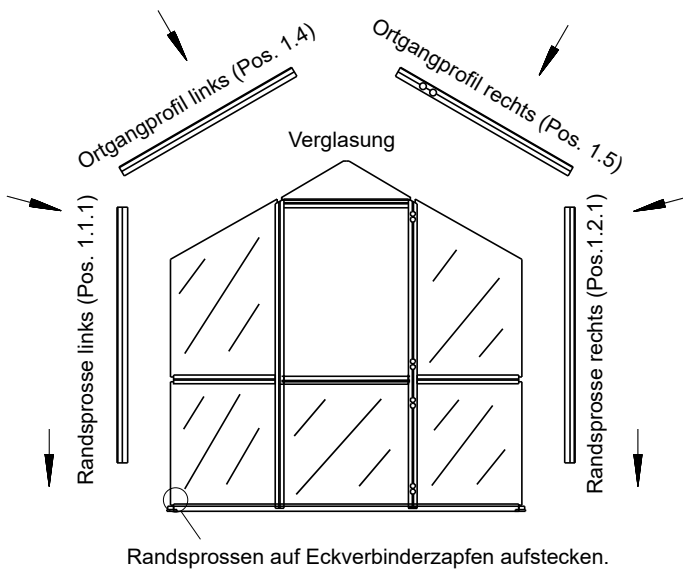 Ortgangprofil links (Pos. 1.4)
Ortgangprofil rechts (Pos. 1.5)
Verglasung
Randsprosse links (Pos. 1.1.1)
Randsprosse rechts (Pos.1.2.1)
Randsprossen auf Eckverbinderzapfen aufstecken.